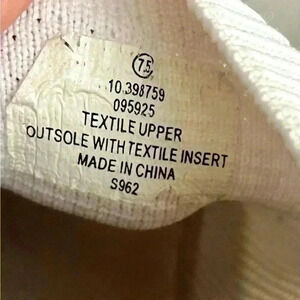 7.5
10.398759
095925
TEXTILE UPPER
OUTSOLE WITH TEXTILE INSERT
MADE IN CHINA
S962